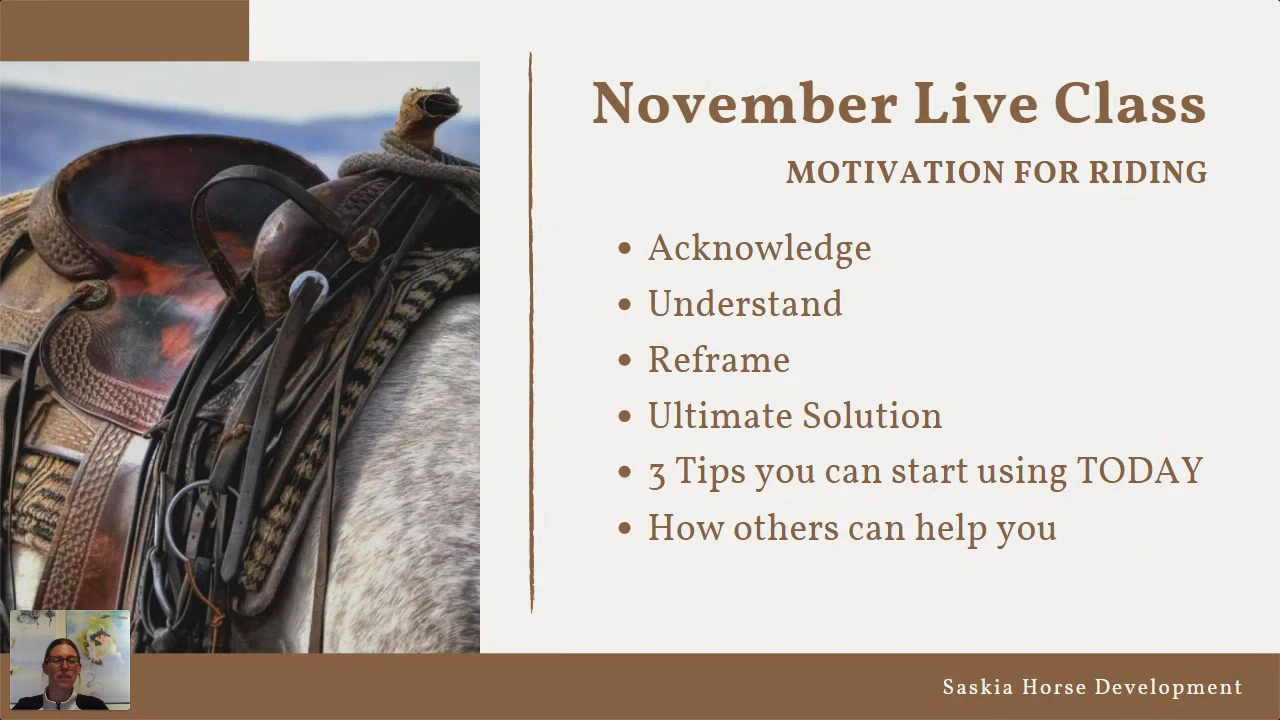 November Live Class
MOTIVATION FOR RIDING
• Acknowledge
• Understand
• Reframe
• Ultimate Solution
• 3 Tips you can start using TODAY
• How others can help you
Saskia Horse Development